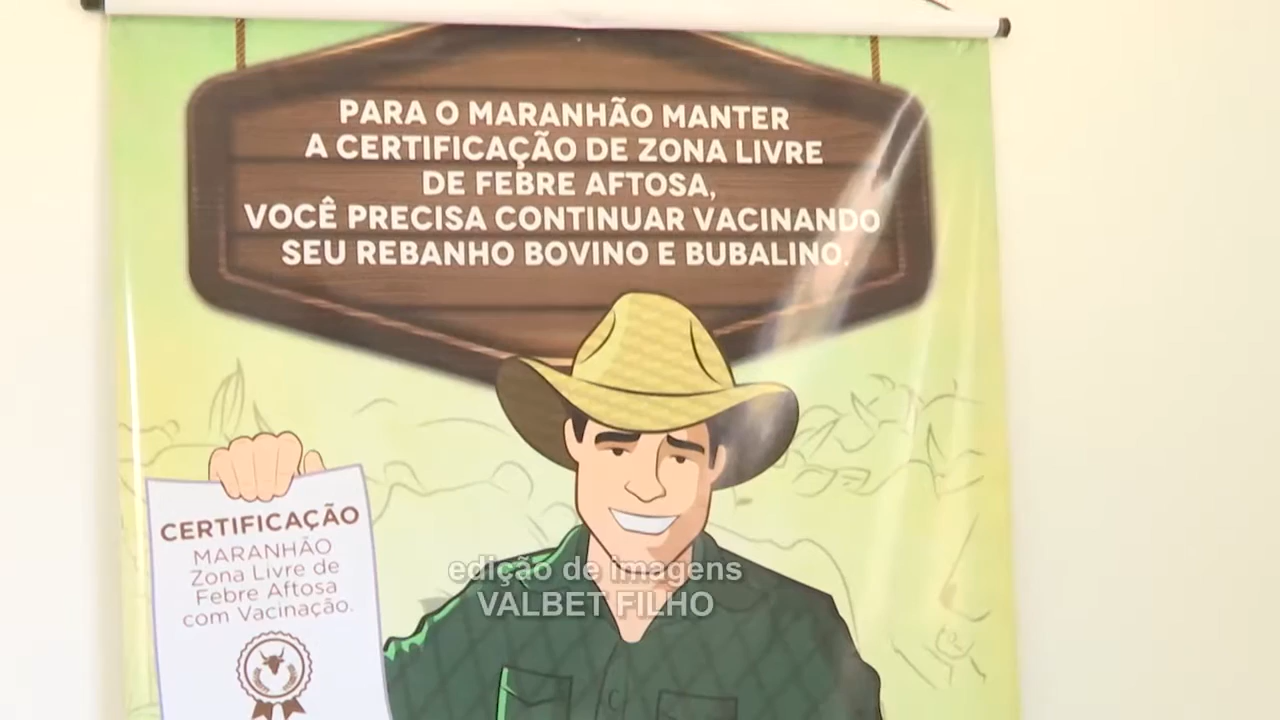 PARA O MARANHÃO MANTER
A CERTIFICAÇÃO DE ZONA LIVRE
DE FEBRE AFTOSA,
VOCÊ PRECISA CONTINUAR VACINANDO
SEU REBANHO BOVINO E BUBALINO.
CERTIFICAÇÃO
MARANHÃO
Zona Livre de
Febre Aftosa
com Vacinação.
edição de imagens
VALBET FILHO